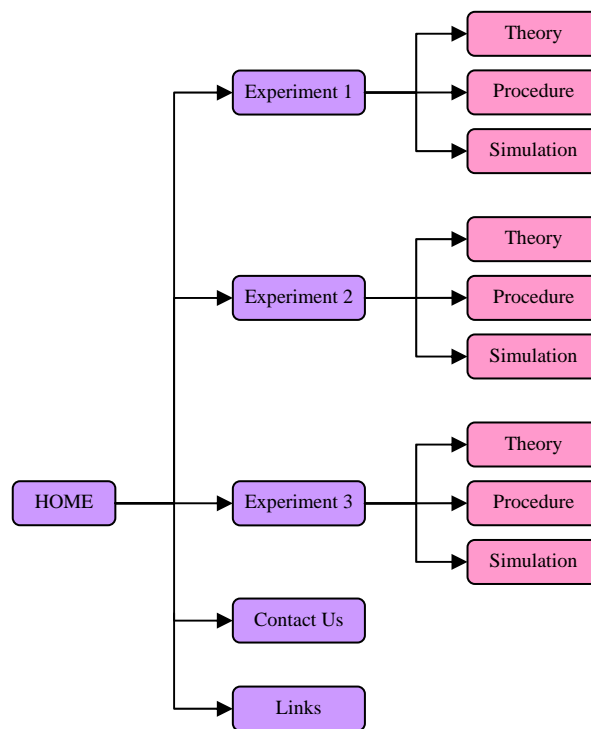 Theory
Experiment 1
Procedure
Simulation
Theory
Experiment 2
Procedure
Simulation
Theory
HOME
Experiment 3
Procedure
Simulation
Contact Us
Links